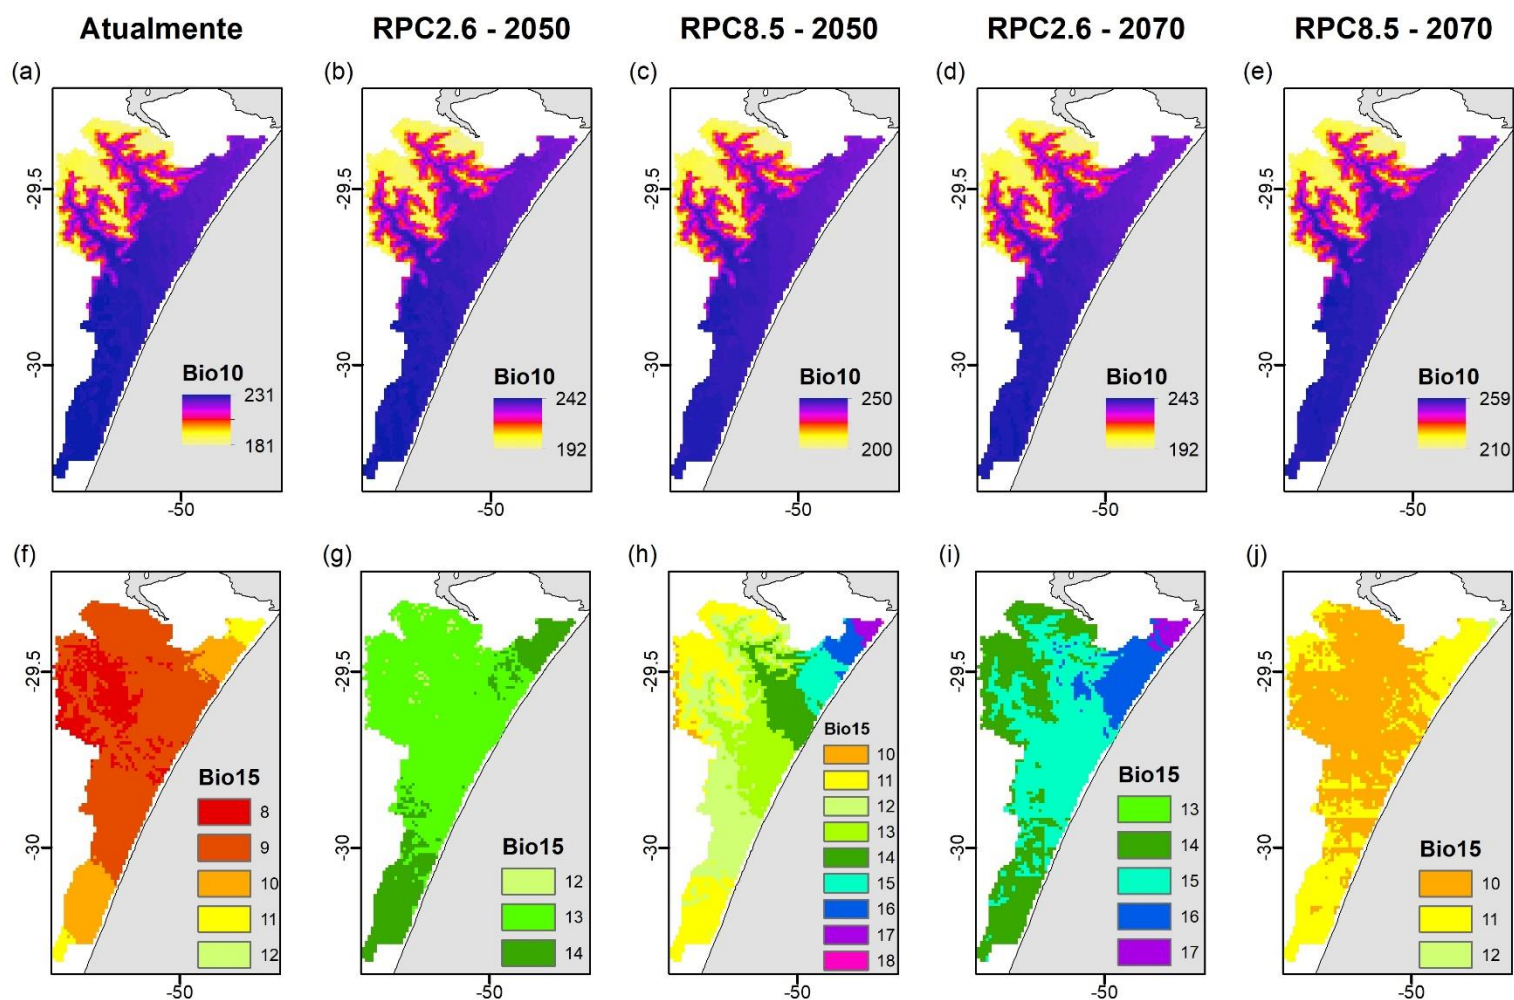 Atualmente
RPC2.6 - 2050
RPC8.5 - 2050
RPC2.6 - 2070
RPC8.5 - 2070
(a)
(b)
(c)
(d)
(e)
-29.5
-29.5
-29.5
-29.5
-29.5
-30
-30
-30
-30
-30
Bio10
231
181
Bio10
242
192
Bio10
250
200
Bio10
243
192
Bio10
259
210
-50
-50
-50
-50
-50
(f)
(g)
(h)
(i)
(j)
-29.5
-29.5
-29.5
-29.5
-29.5
-30
-30
-30
-30
-30
Bio15
8
9
10
11
12
Bio15
12
13
14
Bio15
10
11
12
13
14
15
16
17
18
Bio15
13
14
15
16
17
Bio15
10
11
12
-50
-50
-50
-50
-50